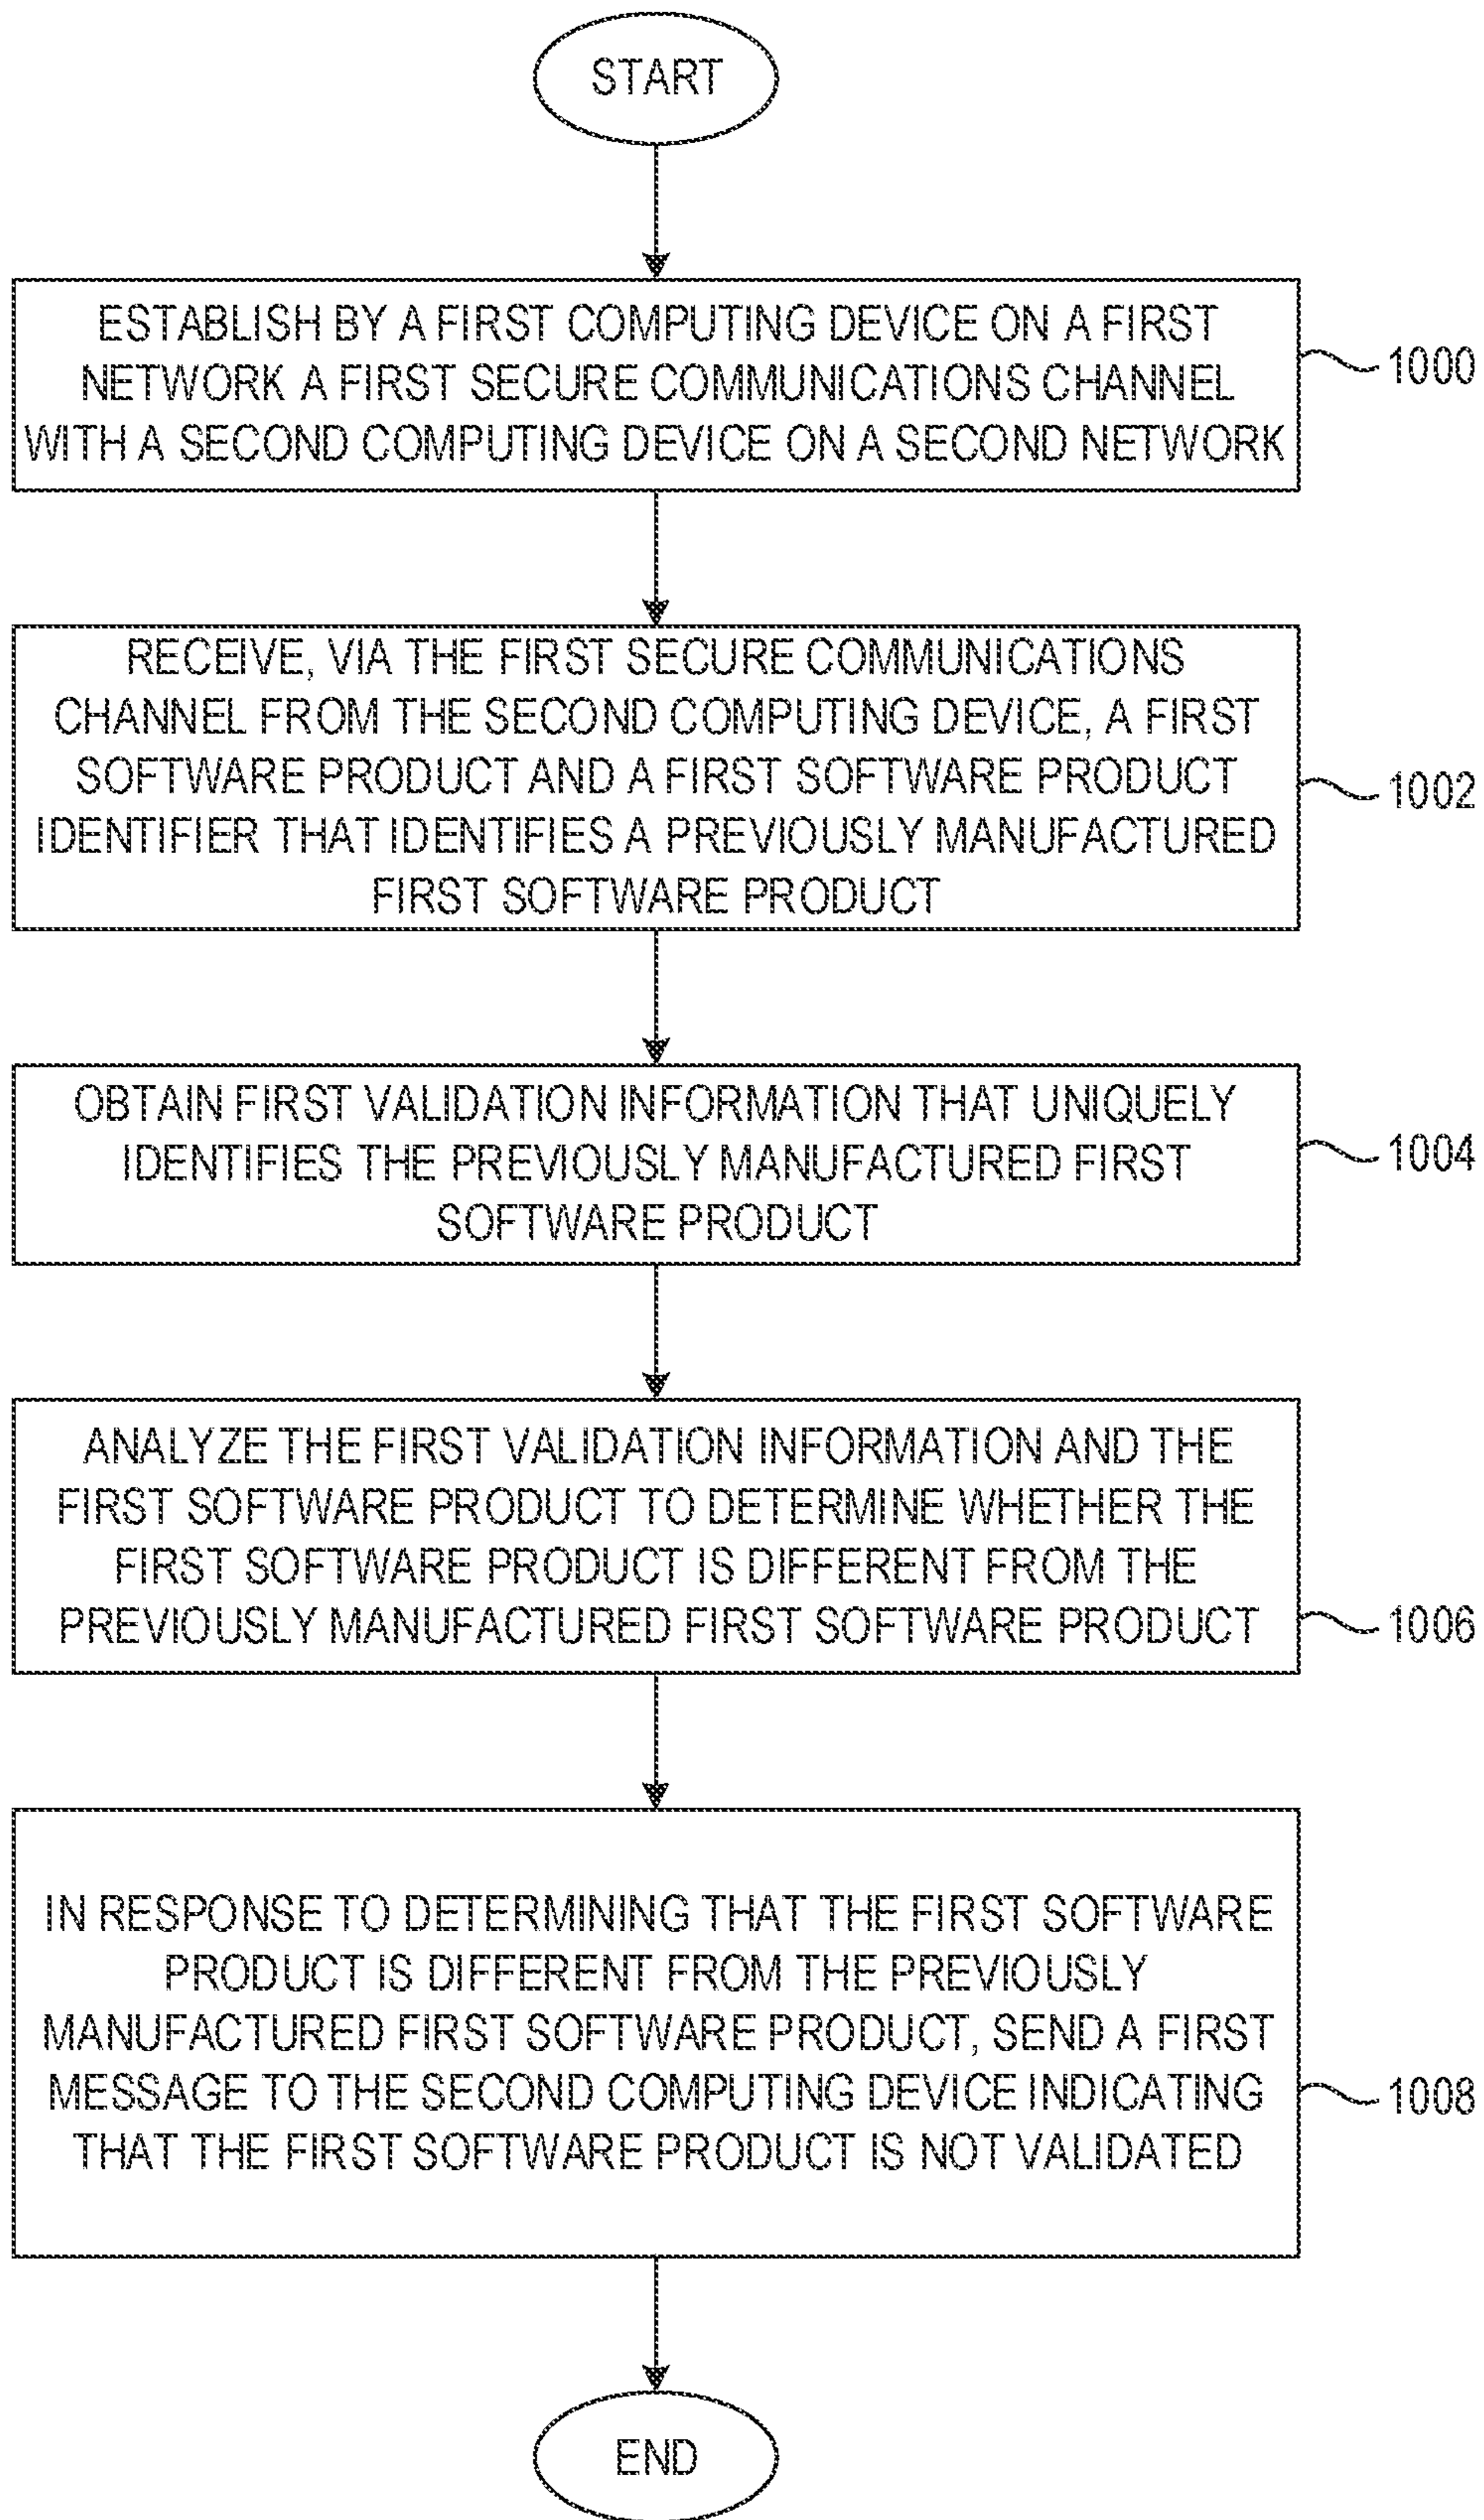 START
ESTABLISH BY A FIRST COMPUTING DEVICE ON A FIRST
NETWORK A FIRST SECURE COMMUNICATIONS CHANNEL
WITH A SECOND COMPUTING DEVICE ON A SECOND NETWORK
1000
RECEIVE, VIA THE FIRST SECURE COMMUNICATIONS
CHANNEL FROM THE SECOND COMPUTING DEVICE, A FIRST
SOFTWARE PRODUCT AND A FIRST SOFTWARE PRODUCT
IDENTIFIER THAT IDENTIFIES A PREVIOUSLY MANUFACTURED
FIRST SOFTWARE PRODUCT
1002
OBTAIN FIRST VALIDATION INFORMATION THAT UNIQUELY
IDENTIFIES THE PREVIOUSLY MANUFACTURED FIRST
SOFTWARE PRODUCT
1004
ANALYZE THE FIRST VALIDATION INFORMATION AND THE
FIRST SOFTWARE PRODUCT TO DETERMINE WHETHER THE
FIRST SOFTWARE PRODUCT IS DIFFERENT FROM THE
PREVIOUSLY MANUFACTURED FIRST SOFTWARE PRODUCT
1006
IN RESPONSE TO DETERMINING THAT THE FIRST SOFTWARE
PRODUCT IS DIFFERENT FROM THE PREVIOUSLY
MANUFACTURED FIRST SOFTWARE PRODUCT, SEND A FIRST
MESSAGE TO THE SECOND COMPUTING DEVICE INDICATING
THAT THE FIRST SOFTWARE PRODUCT IS NOT VALIDATED
1008
END